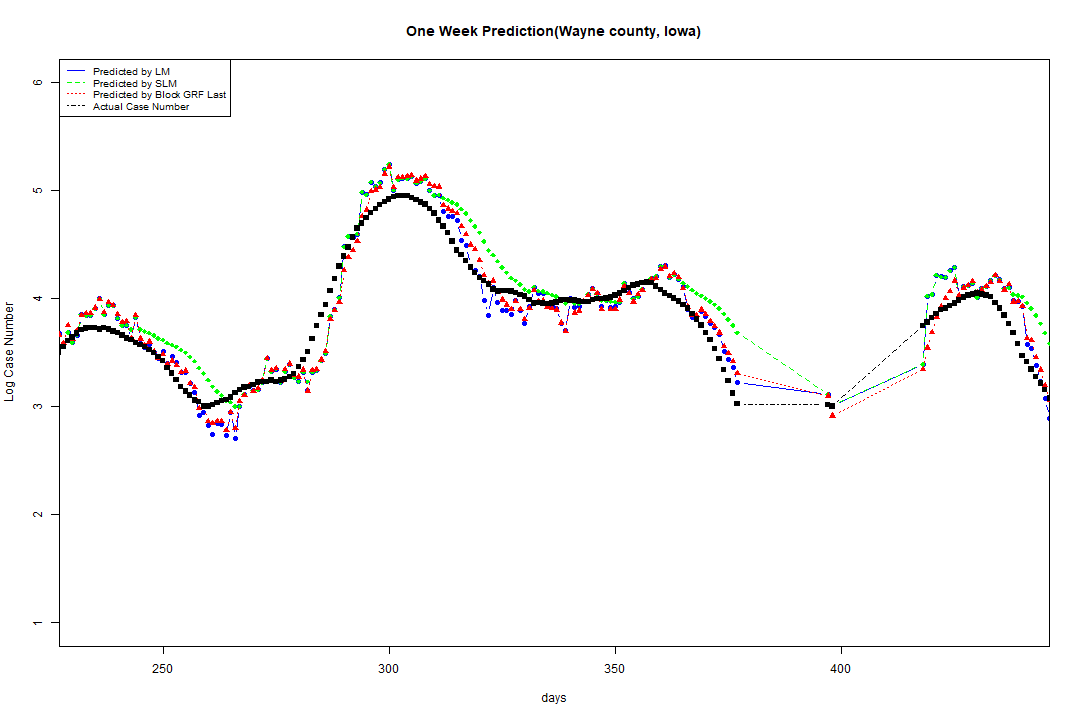 One Week Prediction(Wayne county, Iowa)
Predicted by LM
Predicted by SLM
Predicted by Block GRF Last
Actual Case Number
6
5
4
3
2
1
Log Case Number
250 300 350 400
days